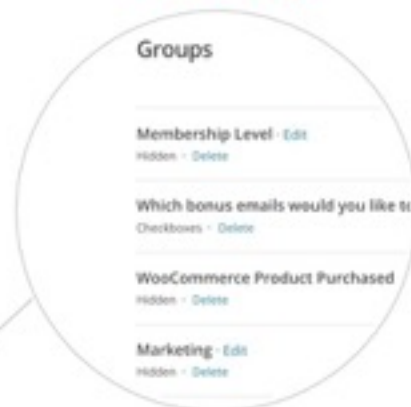 Groups
Membership Level · Edit
Hidden · Delete
Which bonus emails would you like to
Checkboxes · Delete
WooCommerce Product Purchased
Hidden · Delete
Marketing · Edit
Hidden · Delete